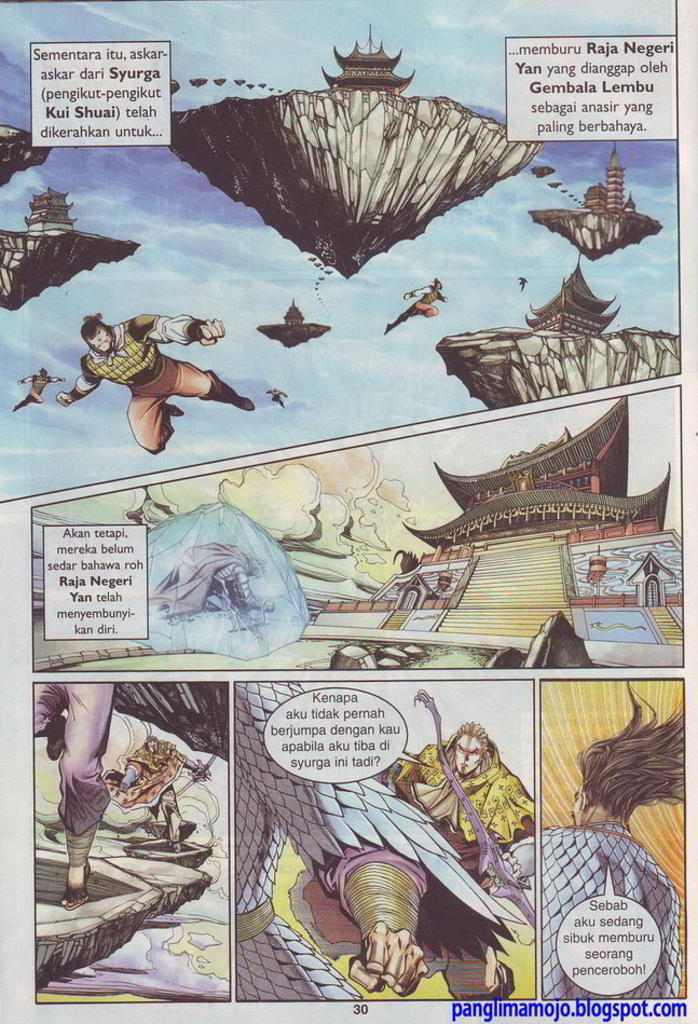 Sementara itu, askar-
askar dari Syurga
(pengikut-pengikut
Kui Shuai) telah
dikerahkan untuk...
...memburu Raja Negeri
Yan yang dianggap oleh
Gembala Lembu
sebagai anasir yang
paling berbahaya.
Akan tetapi,
mereka belum
sedar bahawa roh
Raja Negeri
Yan telah
menyembunyi-
kan diri.
Kenapa
aku tidak pernah
berjumpa dengan kau
apabila aku tiba di
syurga ini tadi?
Sebab
aku sedang
sibuk memburu
seorang
penceroboh!
30
panglimamojo.blogspot.com